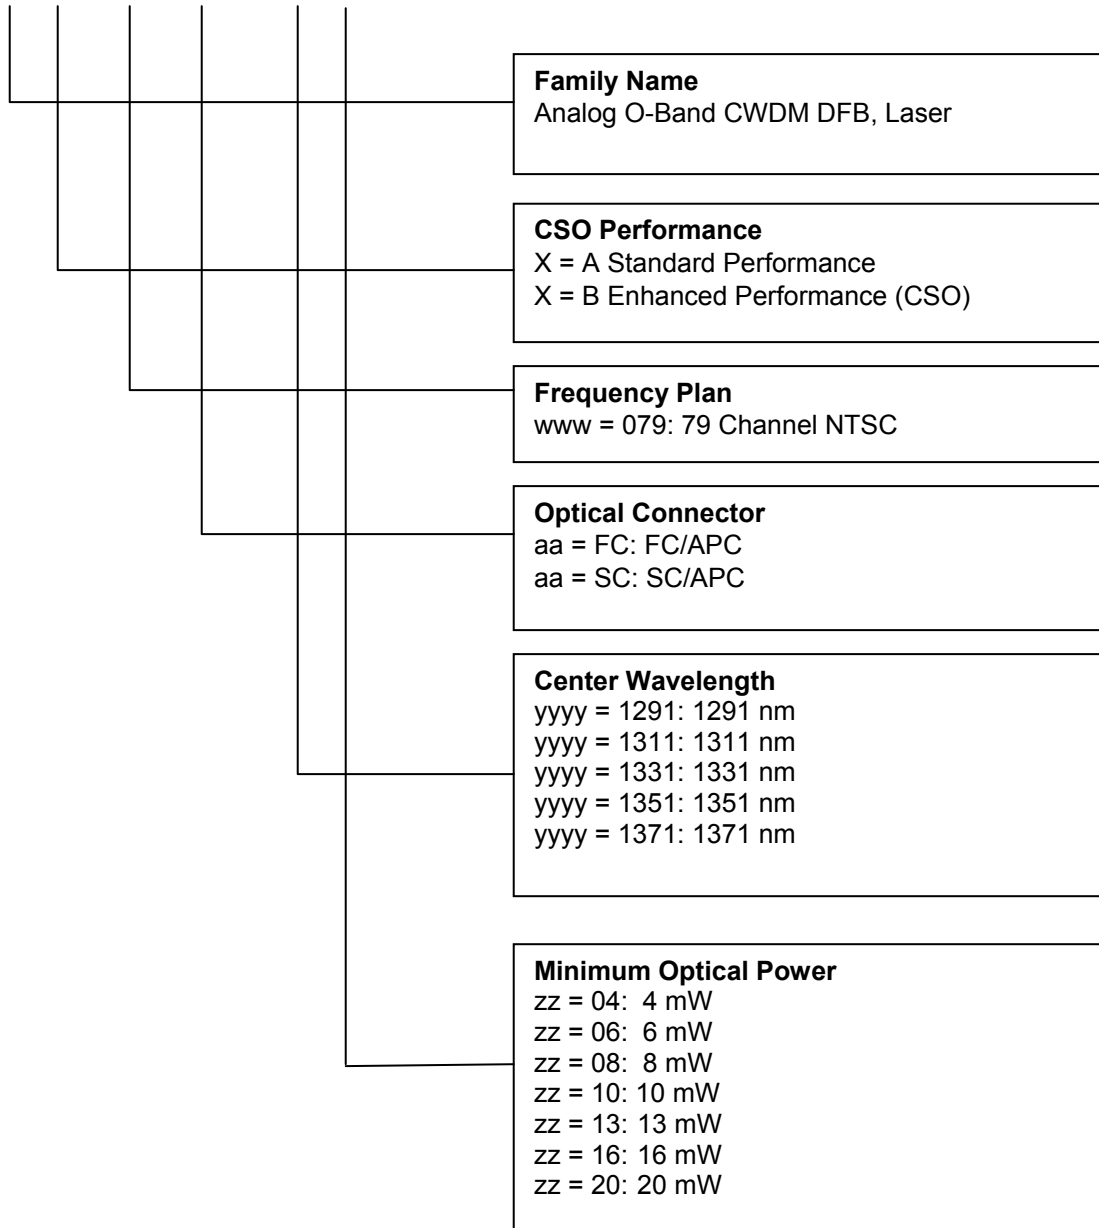 Family Name
Analog O-Band CWDM DFB, Laser
CSO Performance
X = A Standard Performance
X = B Enhanced Performance (CSO)
Frequency Plan
www = 079: 79 Channel NTSC
Optical Connector
aa = FC: FC/APC
aa = SC: SC/APC
Center Wavelength
yyyy = 1291: 1291 nm
yyyy = 1311: 1311 nm
yyyy = 1331: 1331 nm
yyyy = 1351: 1351 nm
yyyy = 1371: 1371 nm
Minimum Optical Power
zz = 04: 4 mW
zz = 06: 6 mW
zz = 08: 8 mW
zz = 10: 10 mW
zz = 13: 13 mW
zz = 16: 16 mW
zz = 20: 20 mW